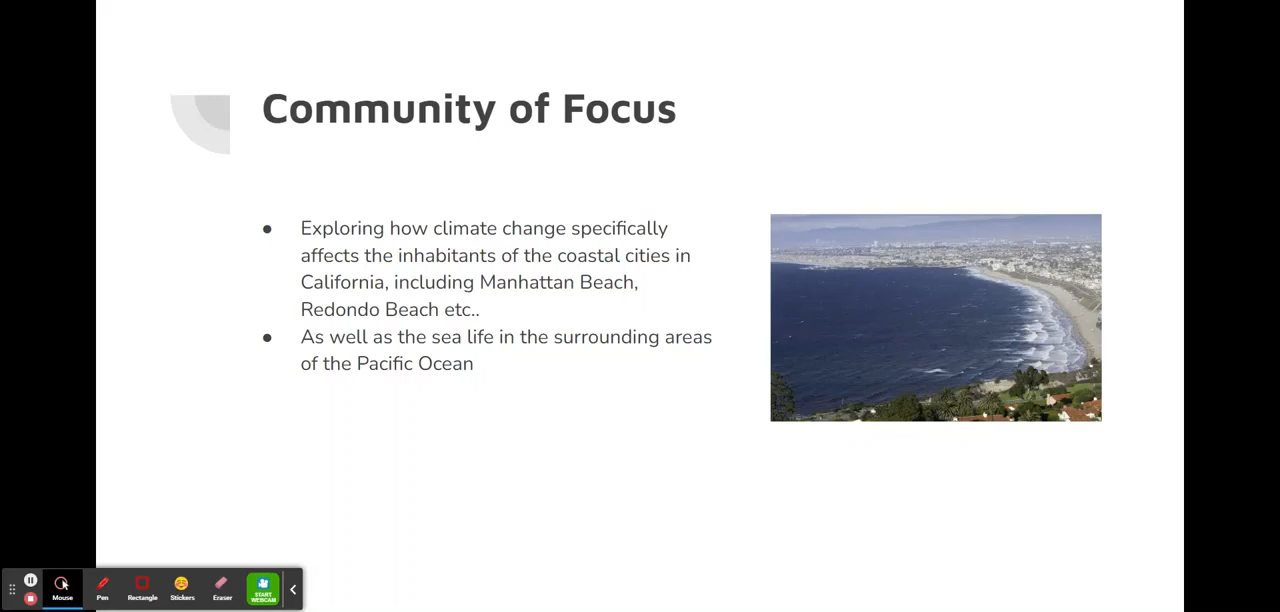 Community of Focus
● Exploring how climate change specifically
affects the inhabitants of the coastal cities in
California, including Manhattan Beach,
Redondo Beach etc..
● As well as the sea life in the surrounding areas
of the Pacific Ocean
Mouse Pen Rectangle Stickers Eraser START
WEBCAM